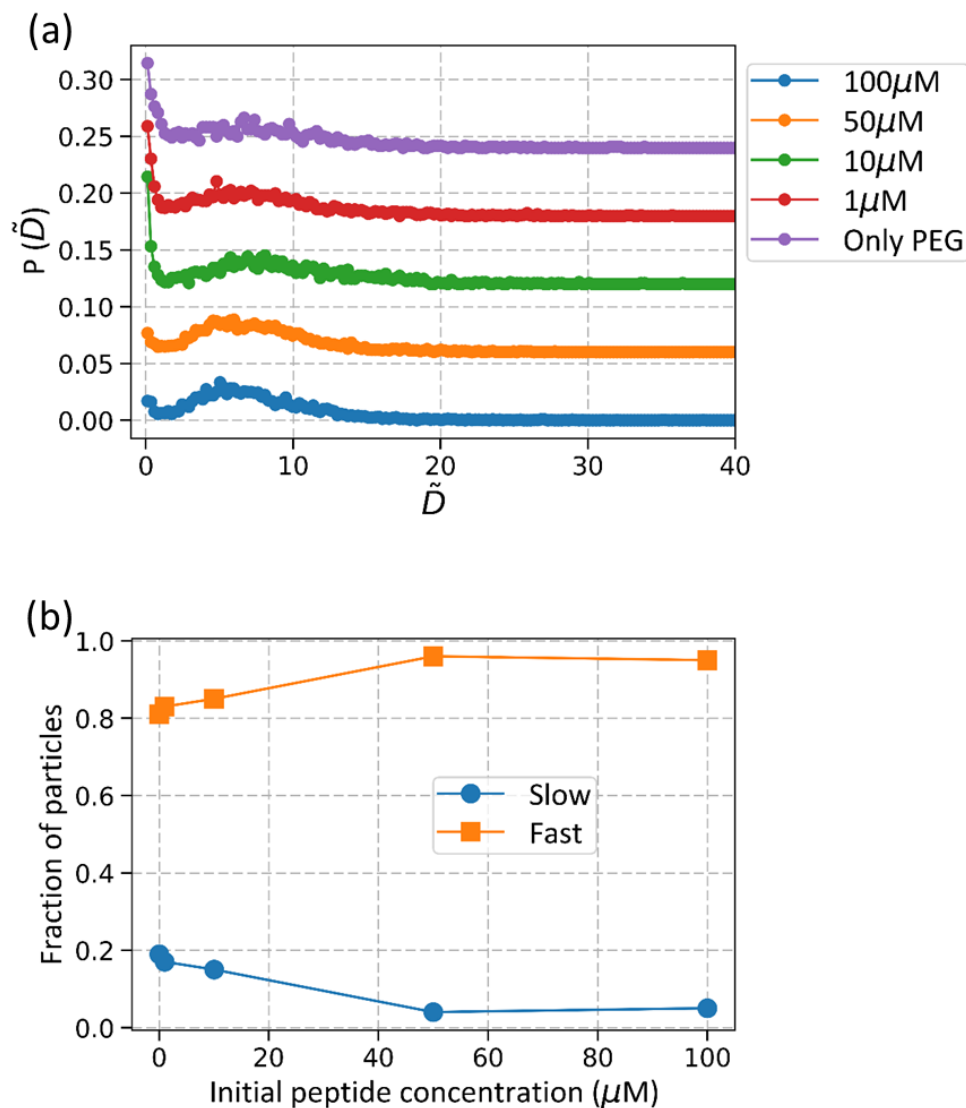 (a)
P (D̃)
0.30
0.25
0.20
0.15
0.10
0.05
0.00
0
10
20
30
40
D̃
100μM
50μM
10μM
1μM
Only PEG
(b)
Fraction of particles
1.0
0.8
0.6
0.4
0.2
0.0
Slow
Fast
0
20
40
60
80
100
Initial peptide concentration (μM)